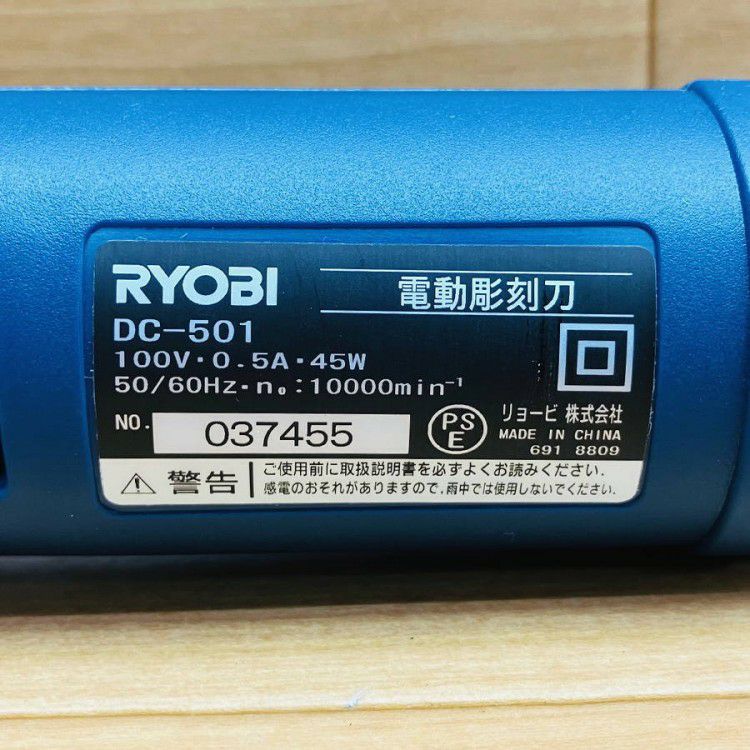 RYOBI 電動彫刻刀
DC-501
100V・0.5A・45W
50/60Hz・n₀:10000min⁻¹
NO. 037455
PS
E
リョービ 株式会社
MADE IN CHINA
691 8809
警告
ご使用前に取扱説明書を必ずよくお読みください。
感電のおそれがありますので、雨中では使用しないでください.